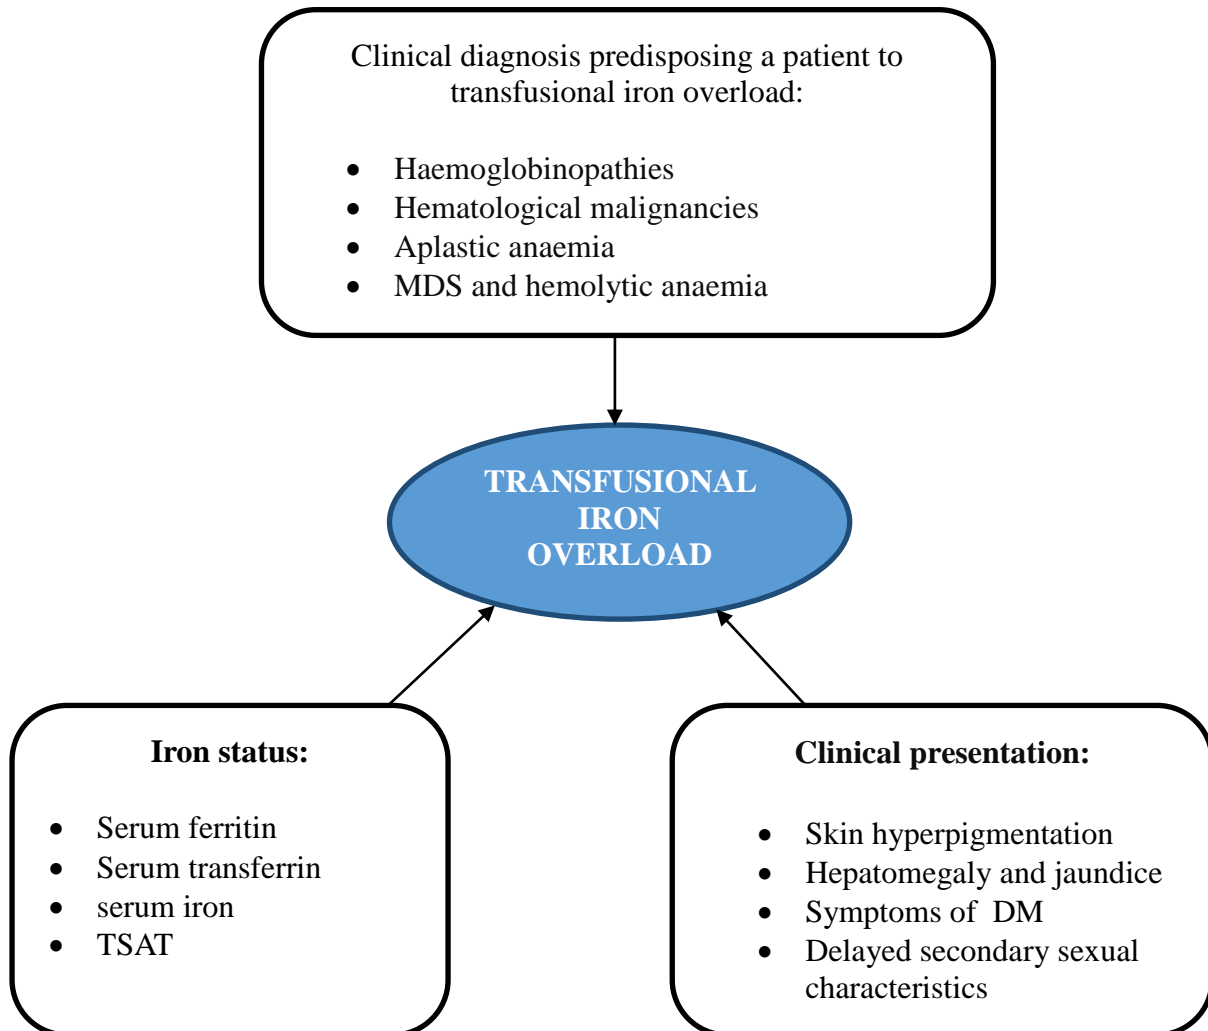 Clinical diagnosis predisposing a patient to
transfusional iron overload:
• Haemoglobinopathies
• Hematological malignancies
• Aplastic anaemia
• MDS and hemolytic anaemia
TRANSFUSIONAL
IRON
OVERLOAD
Iron status:
• Serum ferritin
• Serum transferrin
• serum iron
• TSAT
Clinical presentation:
• Skin hyperpigmentation
• Hepatomegaly and jaundice
• Symptoms of DM
• Delayed secondary sexual
characteristics